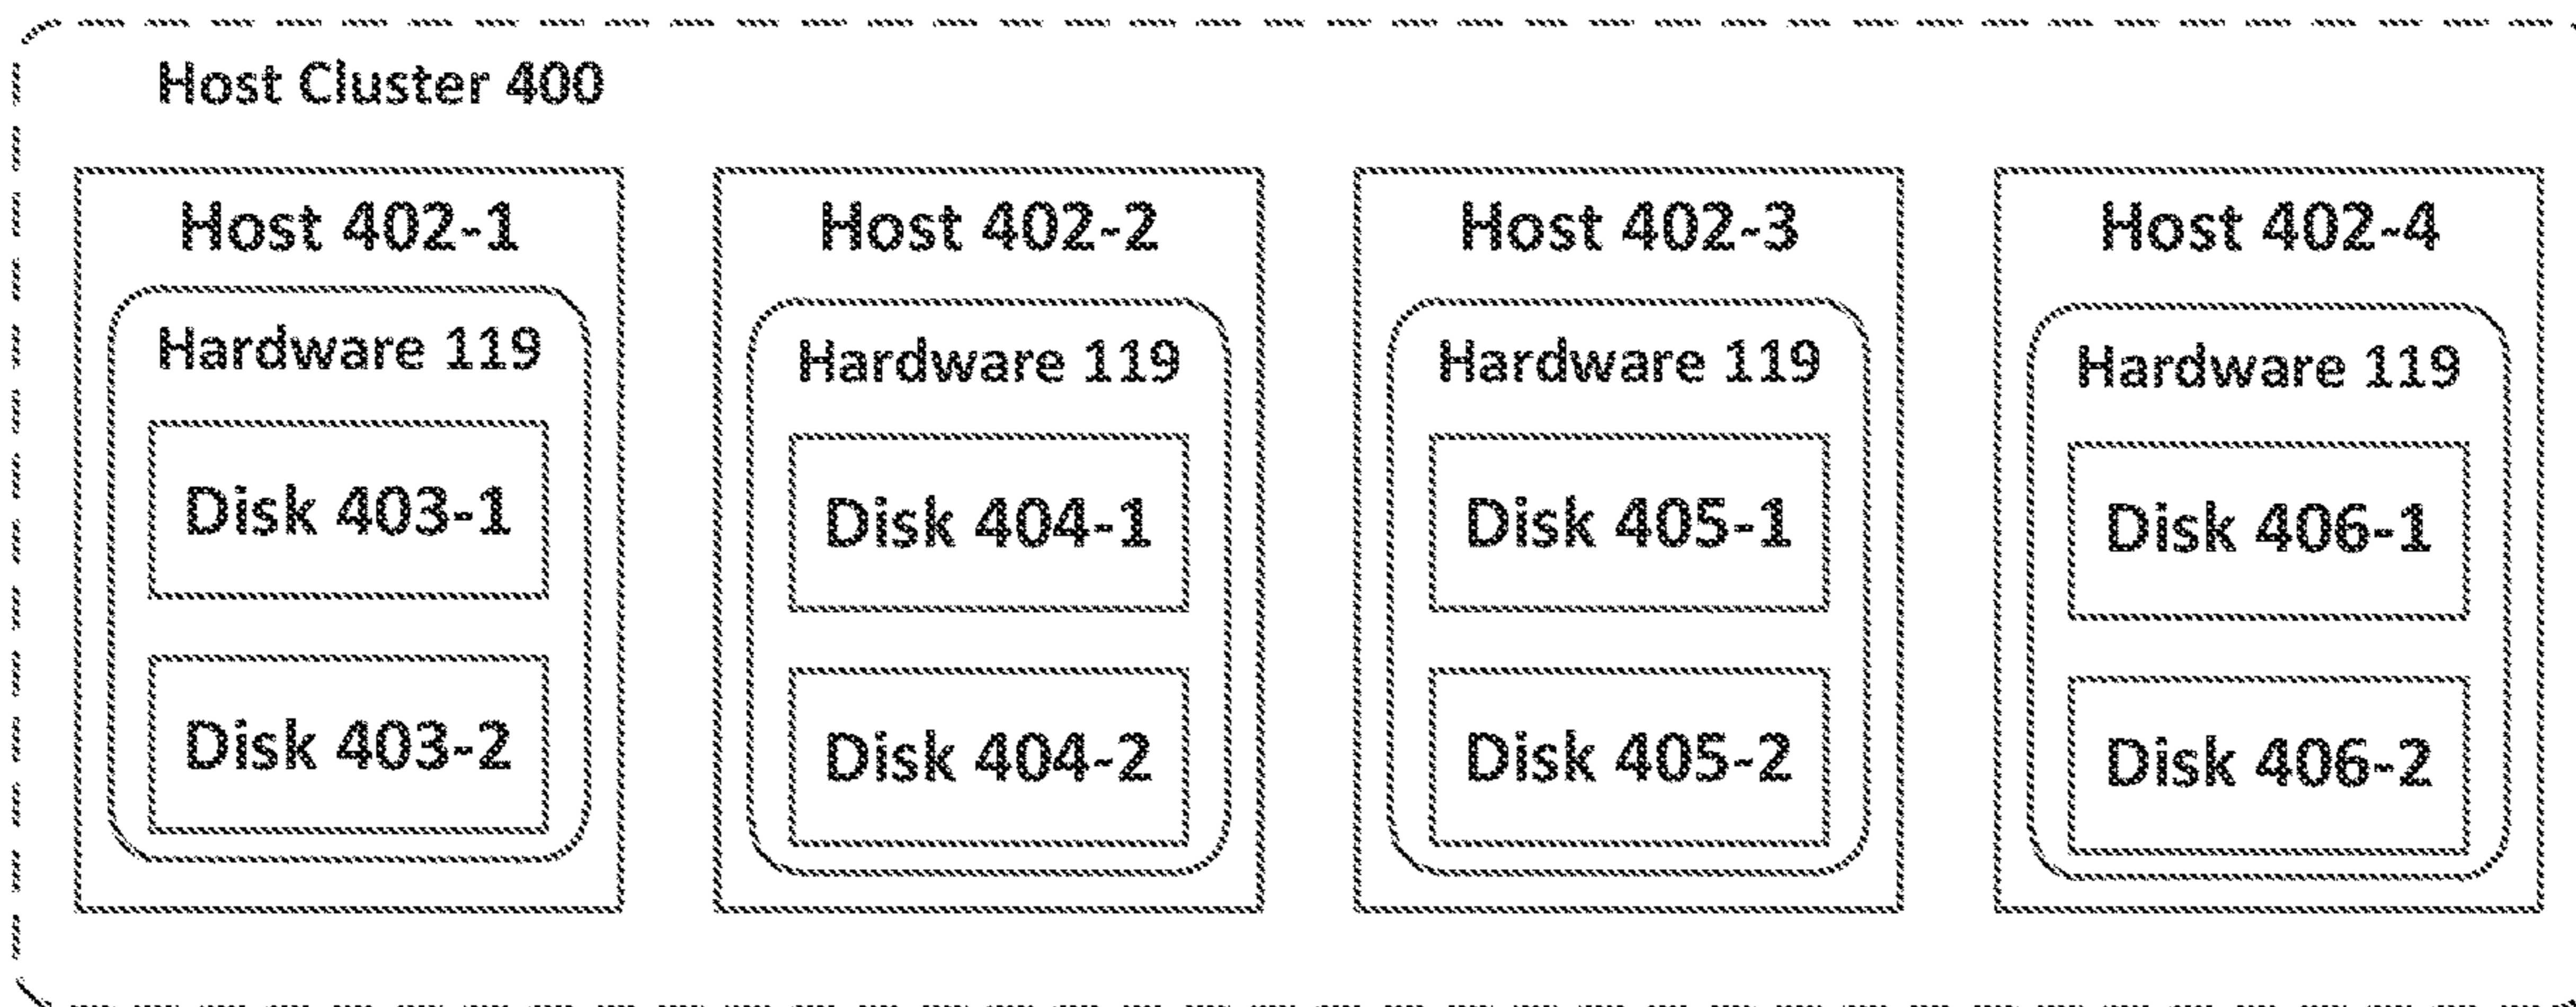 Host Cluster 400
Host 402-1
Hardware 119
Disk 403-1
Disk 403-2
Host 402-2
Hardware 119
Disk 404-1
Disk 404-2
Host 402-3
Hardware 119
Disk 405-1
Disk 405-2
Host 402-4
Hardware 119
Disk 406-1
Disk 406-2